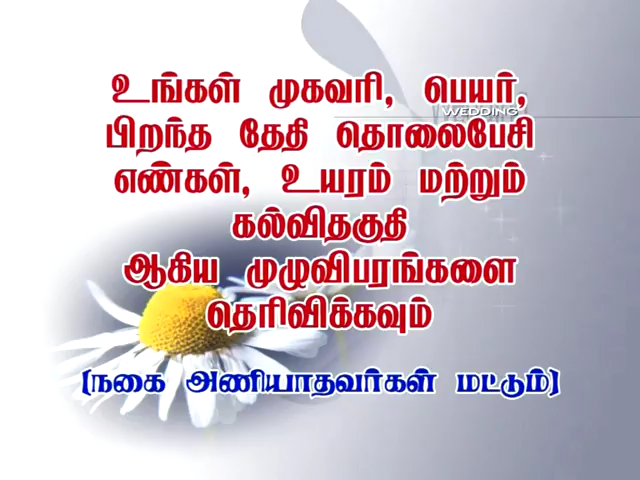 உங்கள் முகவரி, பெயர்,
WEDDING
பிறந்த தேதி தொலைபேசி
எண்கள், உயரம் மற்றும்
கல்விதகுதி
ஆகிய முழுவிபரங்களை
தெரிவிக்கவும்
(நகை அணியாதவர்கள் மட்டும்)